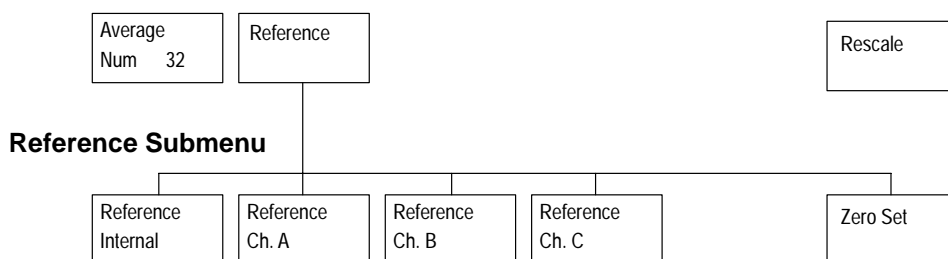 Average
Num 32
Reference
Rescale
Reference Submenu
Reference
Internal
Reference
Ch. A
Reference
Ch. B
Reference
Ch. C
Zero Set